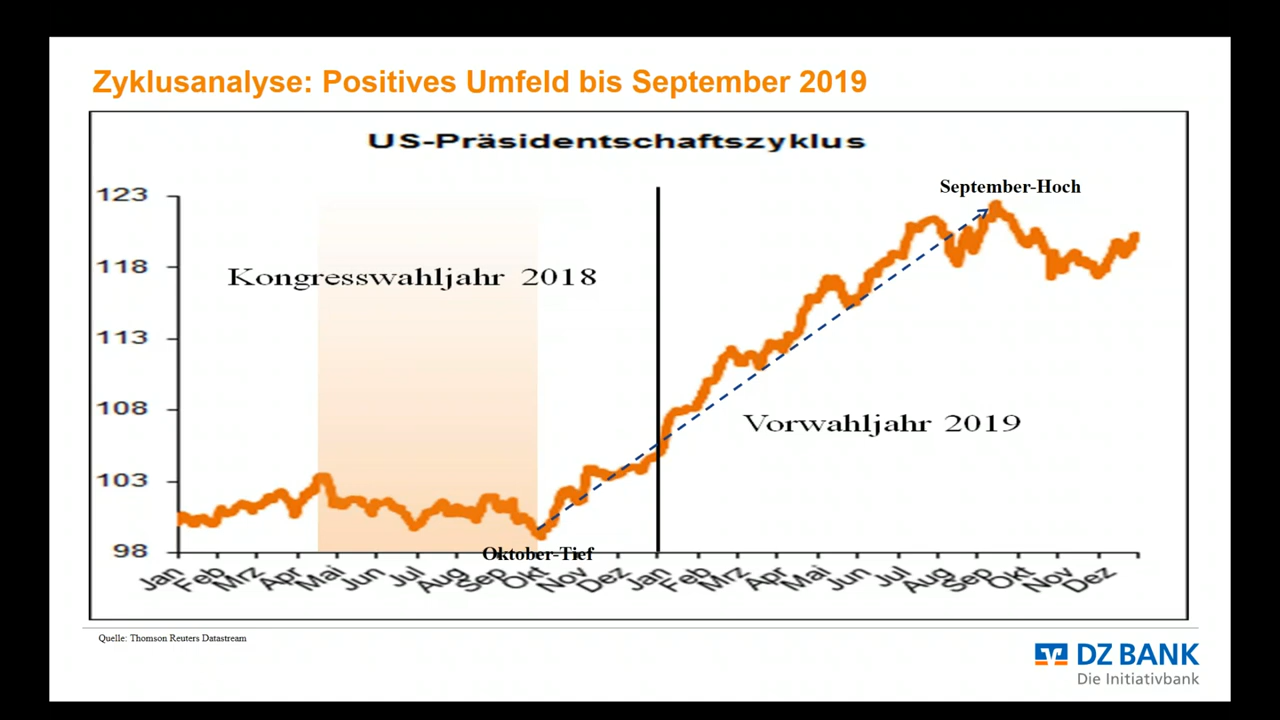 Zyklusanalyse: Positives Umfeld bis September 2019
US-Präsidentschaftszyklus
September-Hoch
123
118
113
108
103
98
Kongresswahljahr 2018
Vorwahljahr 2019
Oktober-Tief
Jan Feb Mrz Apr Mai Jun Jul Aug Sep Okt Nov Dez Jan Feb Mrz Apr Mai Jun Jul Aug Sep Okt Nov Dez
Quelle: Thomson Reuters Datastream
DZ BANK
Die Initiativbank